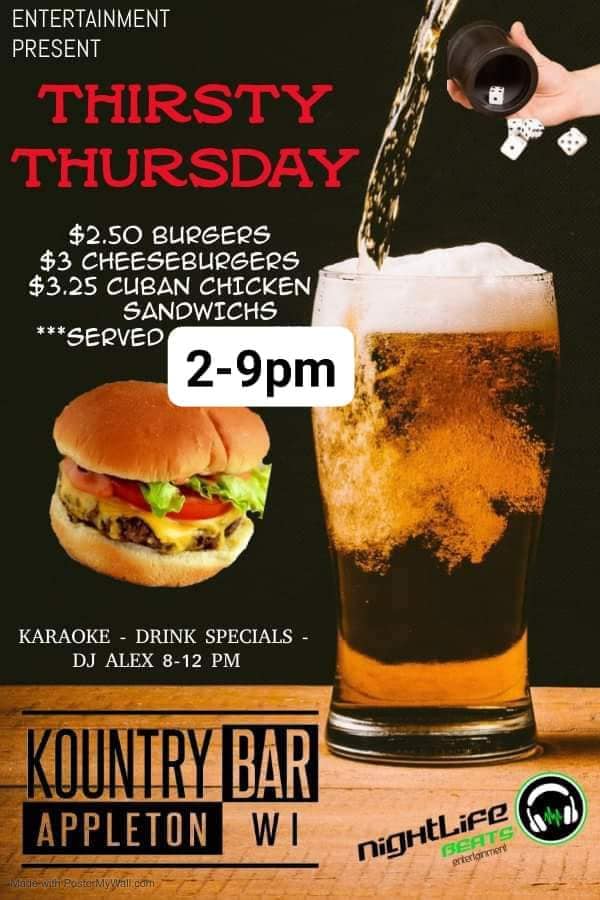 ENTERTAINMENT
PRESENT
THIRSTY
THURSDAY
$2.50 BURGERS
$3 CHEESEBURGERS
$3.25 CUBAN CHICKEN
SANDWICHS
***SERVED
2-9pm
KARAOKE - DRINK SPECIALS -
DJ ALEX 8-12 PM
KOUNTRY BAR
APPLETON WI
nightLife
BEATS
entertainment
Made with PosterMyWall.com